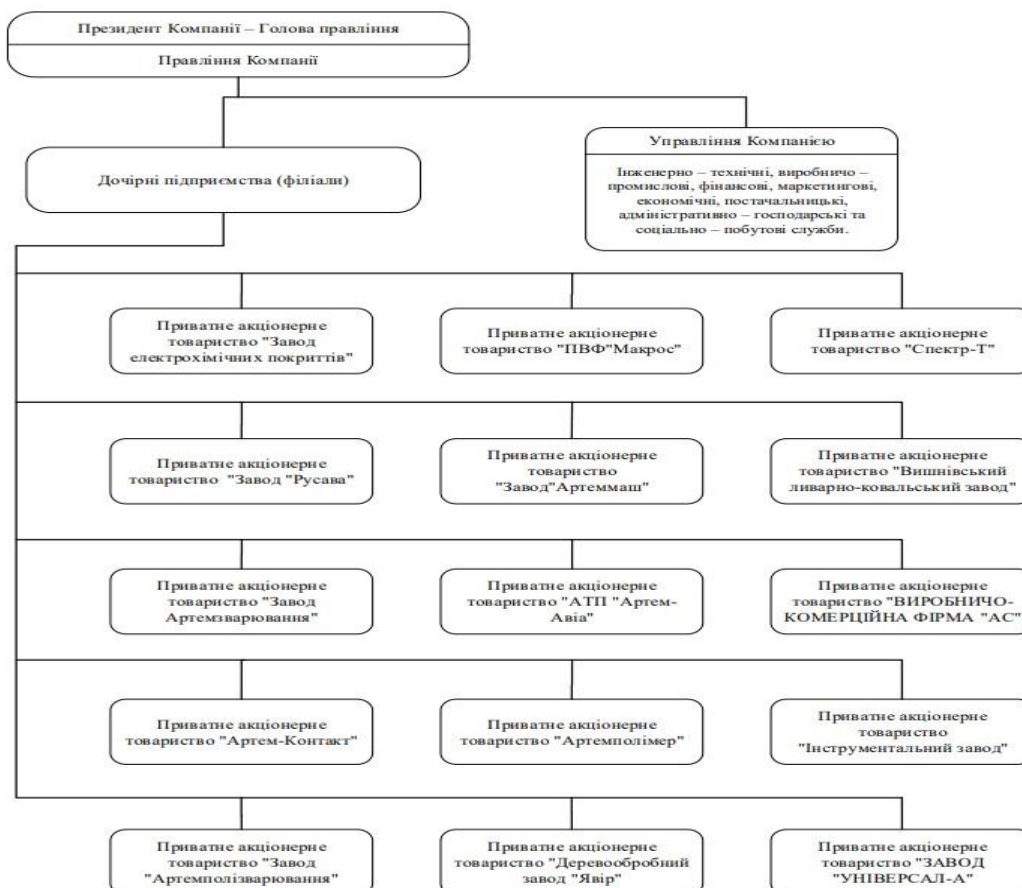 Президент Компанії – Голова правління
Правління Компанії
Управління Компанією
Інженерно – технічні, виробничо –
промислові, фінансові, маркетингові,
економічні, постачальницькі,
адміністративно – господарські та
соціально – побутові служби.
Дочірні підприємства (філіали)
Приватне акціонерне
товариство "Завод
електрохімічних покриттів"
Приватне акціонерне
товариство "ПВФ"Макрос"
Приватне акціонерне
товариство "Спектр-Т"
Приватне акціонерне
товариство "Завод "Русава"
Приватне акціонерне
товариство
"Завод"Артеммаш"
Приватне акціонерне
товариство "Вишнівський
ливарно-ковальський завод"
Приватне акціонерне
товариство "Завод
Артемзварювання"
Приватне акціонерне
товариство "АТП "Артем-
Авіа"
Приватне акціонерне
товариство "ВИРОБНИЧО-
КОМЕРЦІЙНА ФІРМА "АС"
Приватне акціонерне
товариство "Артем-Контакт"
Приватне акціонерне
товариство "Артемполімер"
Приватне акціонерне
товариство
"Інструментальний завод"
Приватне акціонерне
товариство "Завод
"Артемполізварювання"
Приватне акціонерне
товариство "Деревообробний
завод "Явір"
Приватне акціонерне
товариство "ЗАВОД
"УНІВЕРСАЛ-А"